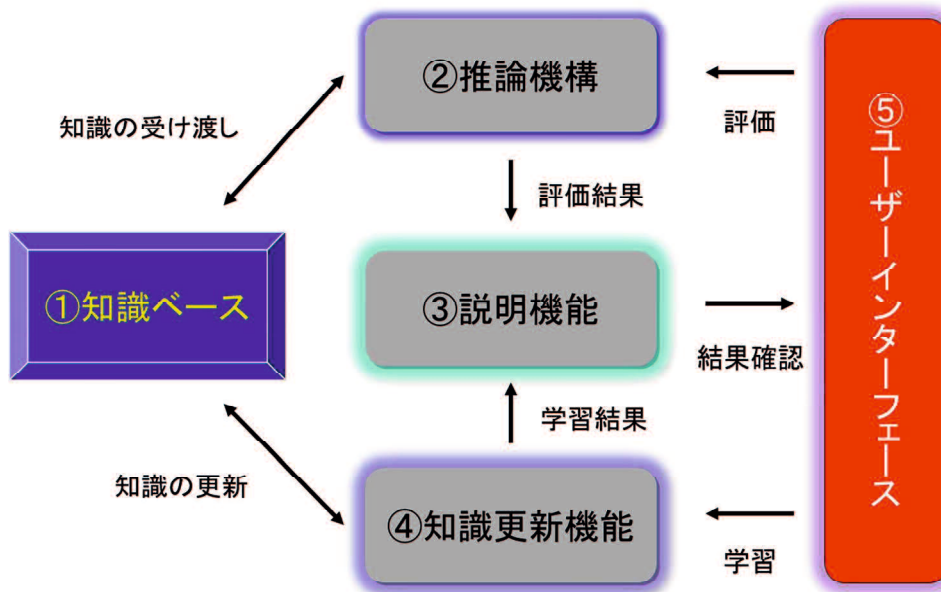 ②推論機構
評価
知識の受け渡し
評価結果
①知識ベース
③説明機能
結果確認
学習結果
知識の更新
④知識更新機能
学習
⑤ユーザーインターフェース